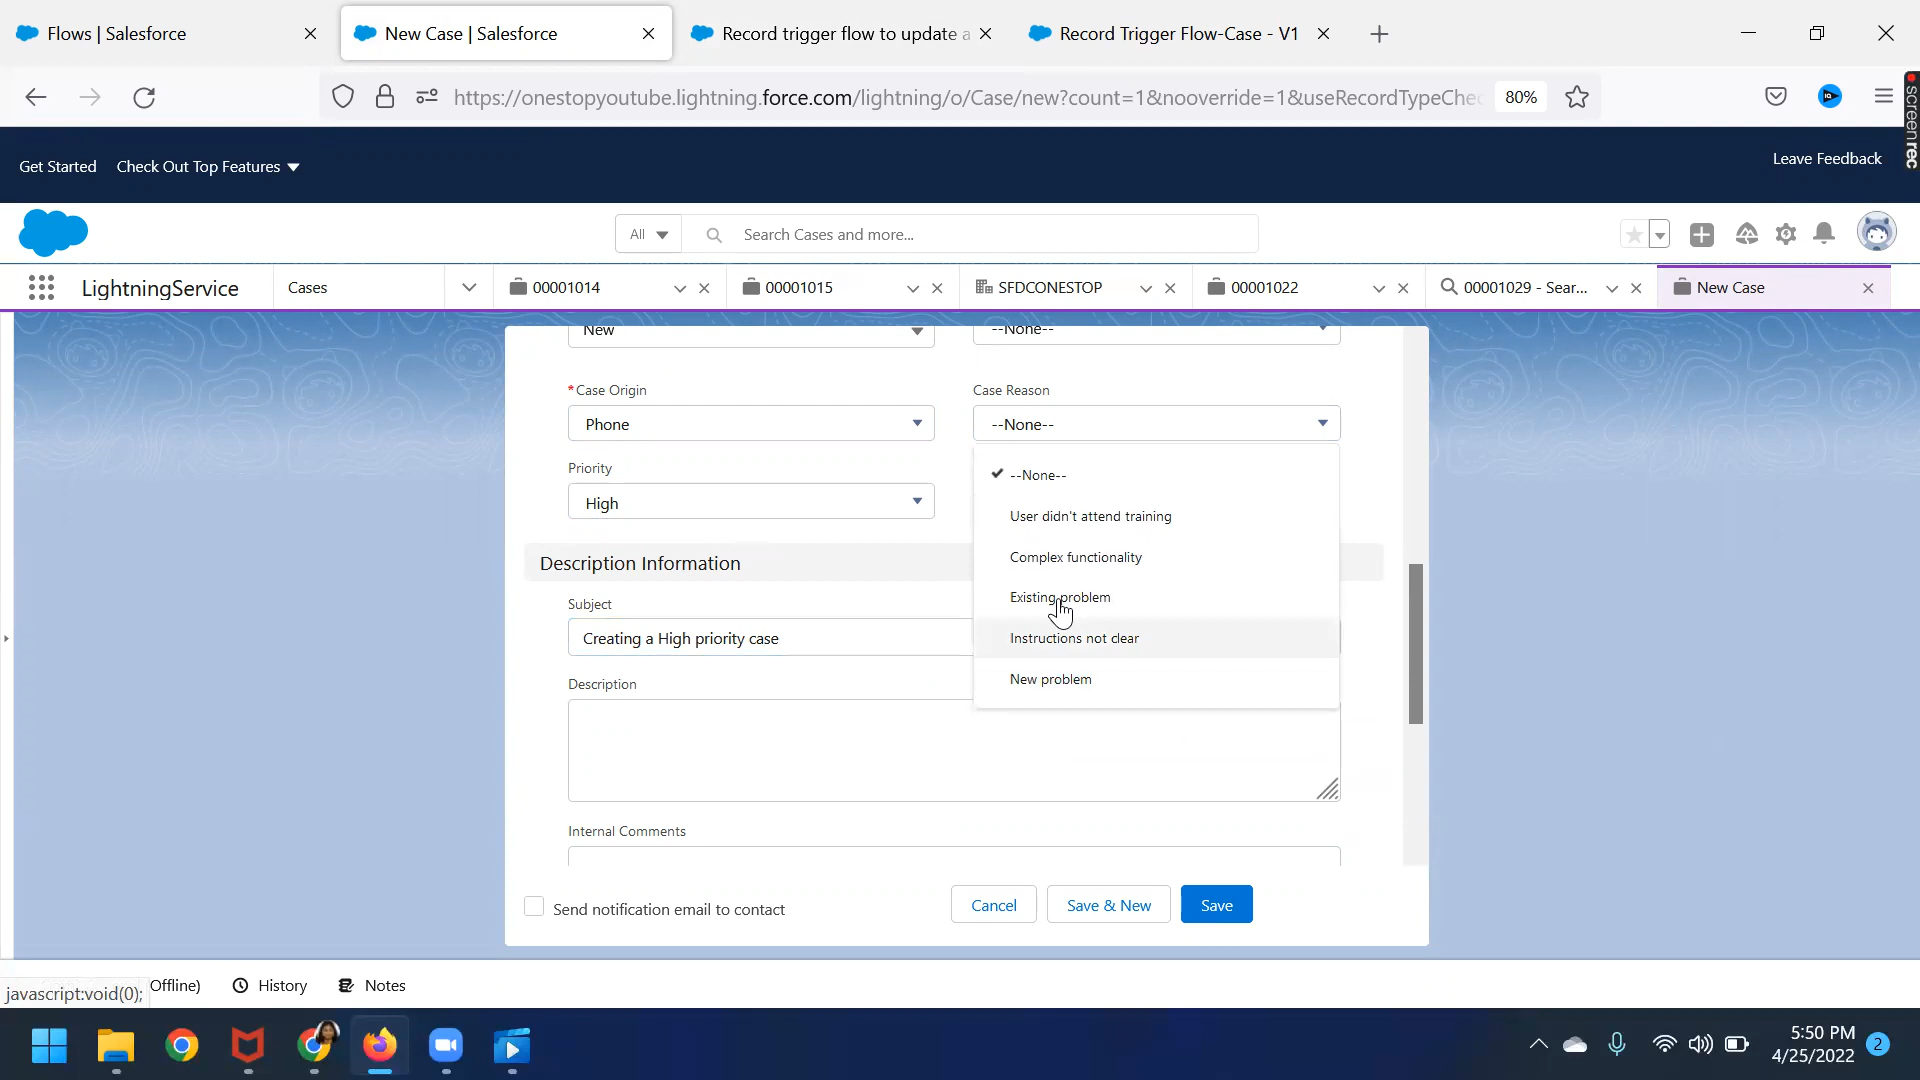 Flows | Salesforce
New Case | Salesforce
Record trigger flow to update a
Record Trigger Flow-Case - V1
https://onestopyoutube.lightning.force.com/lightning/o/Case/new?count=1&nooverride=1&useRecordTypeChec
80%
screenrec
Get Started
Check Out Top Features
Leave Feedback
All
Search Cases and more...
LightningService
Cases
00001014
00001015
SFDCONESTOP
00001022
00001029 - Sear...
New Case
New
--None--
*Case Origin
Case Reason
Phone
--None--
Priority
High
--None--
User didn't attend training
Complex functionality
Existing problem
Instructions not clear
New problem
Description Information
Subject
Creating a High priority case
Description
Internal Comments
Send notification email to contact
Cancel
Save & New
Save
javascript:void(0);
Offline)
History
Notes
5:50 PM
4/25/2022
2